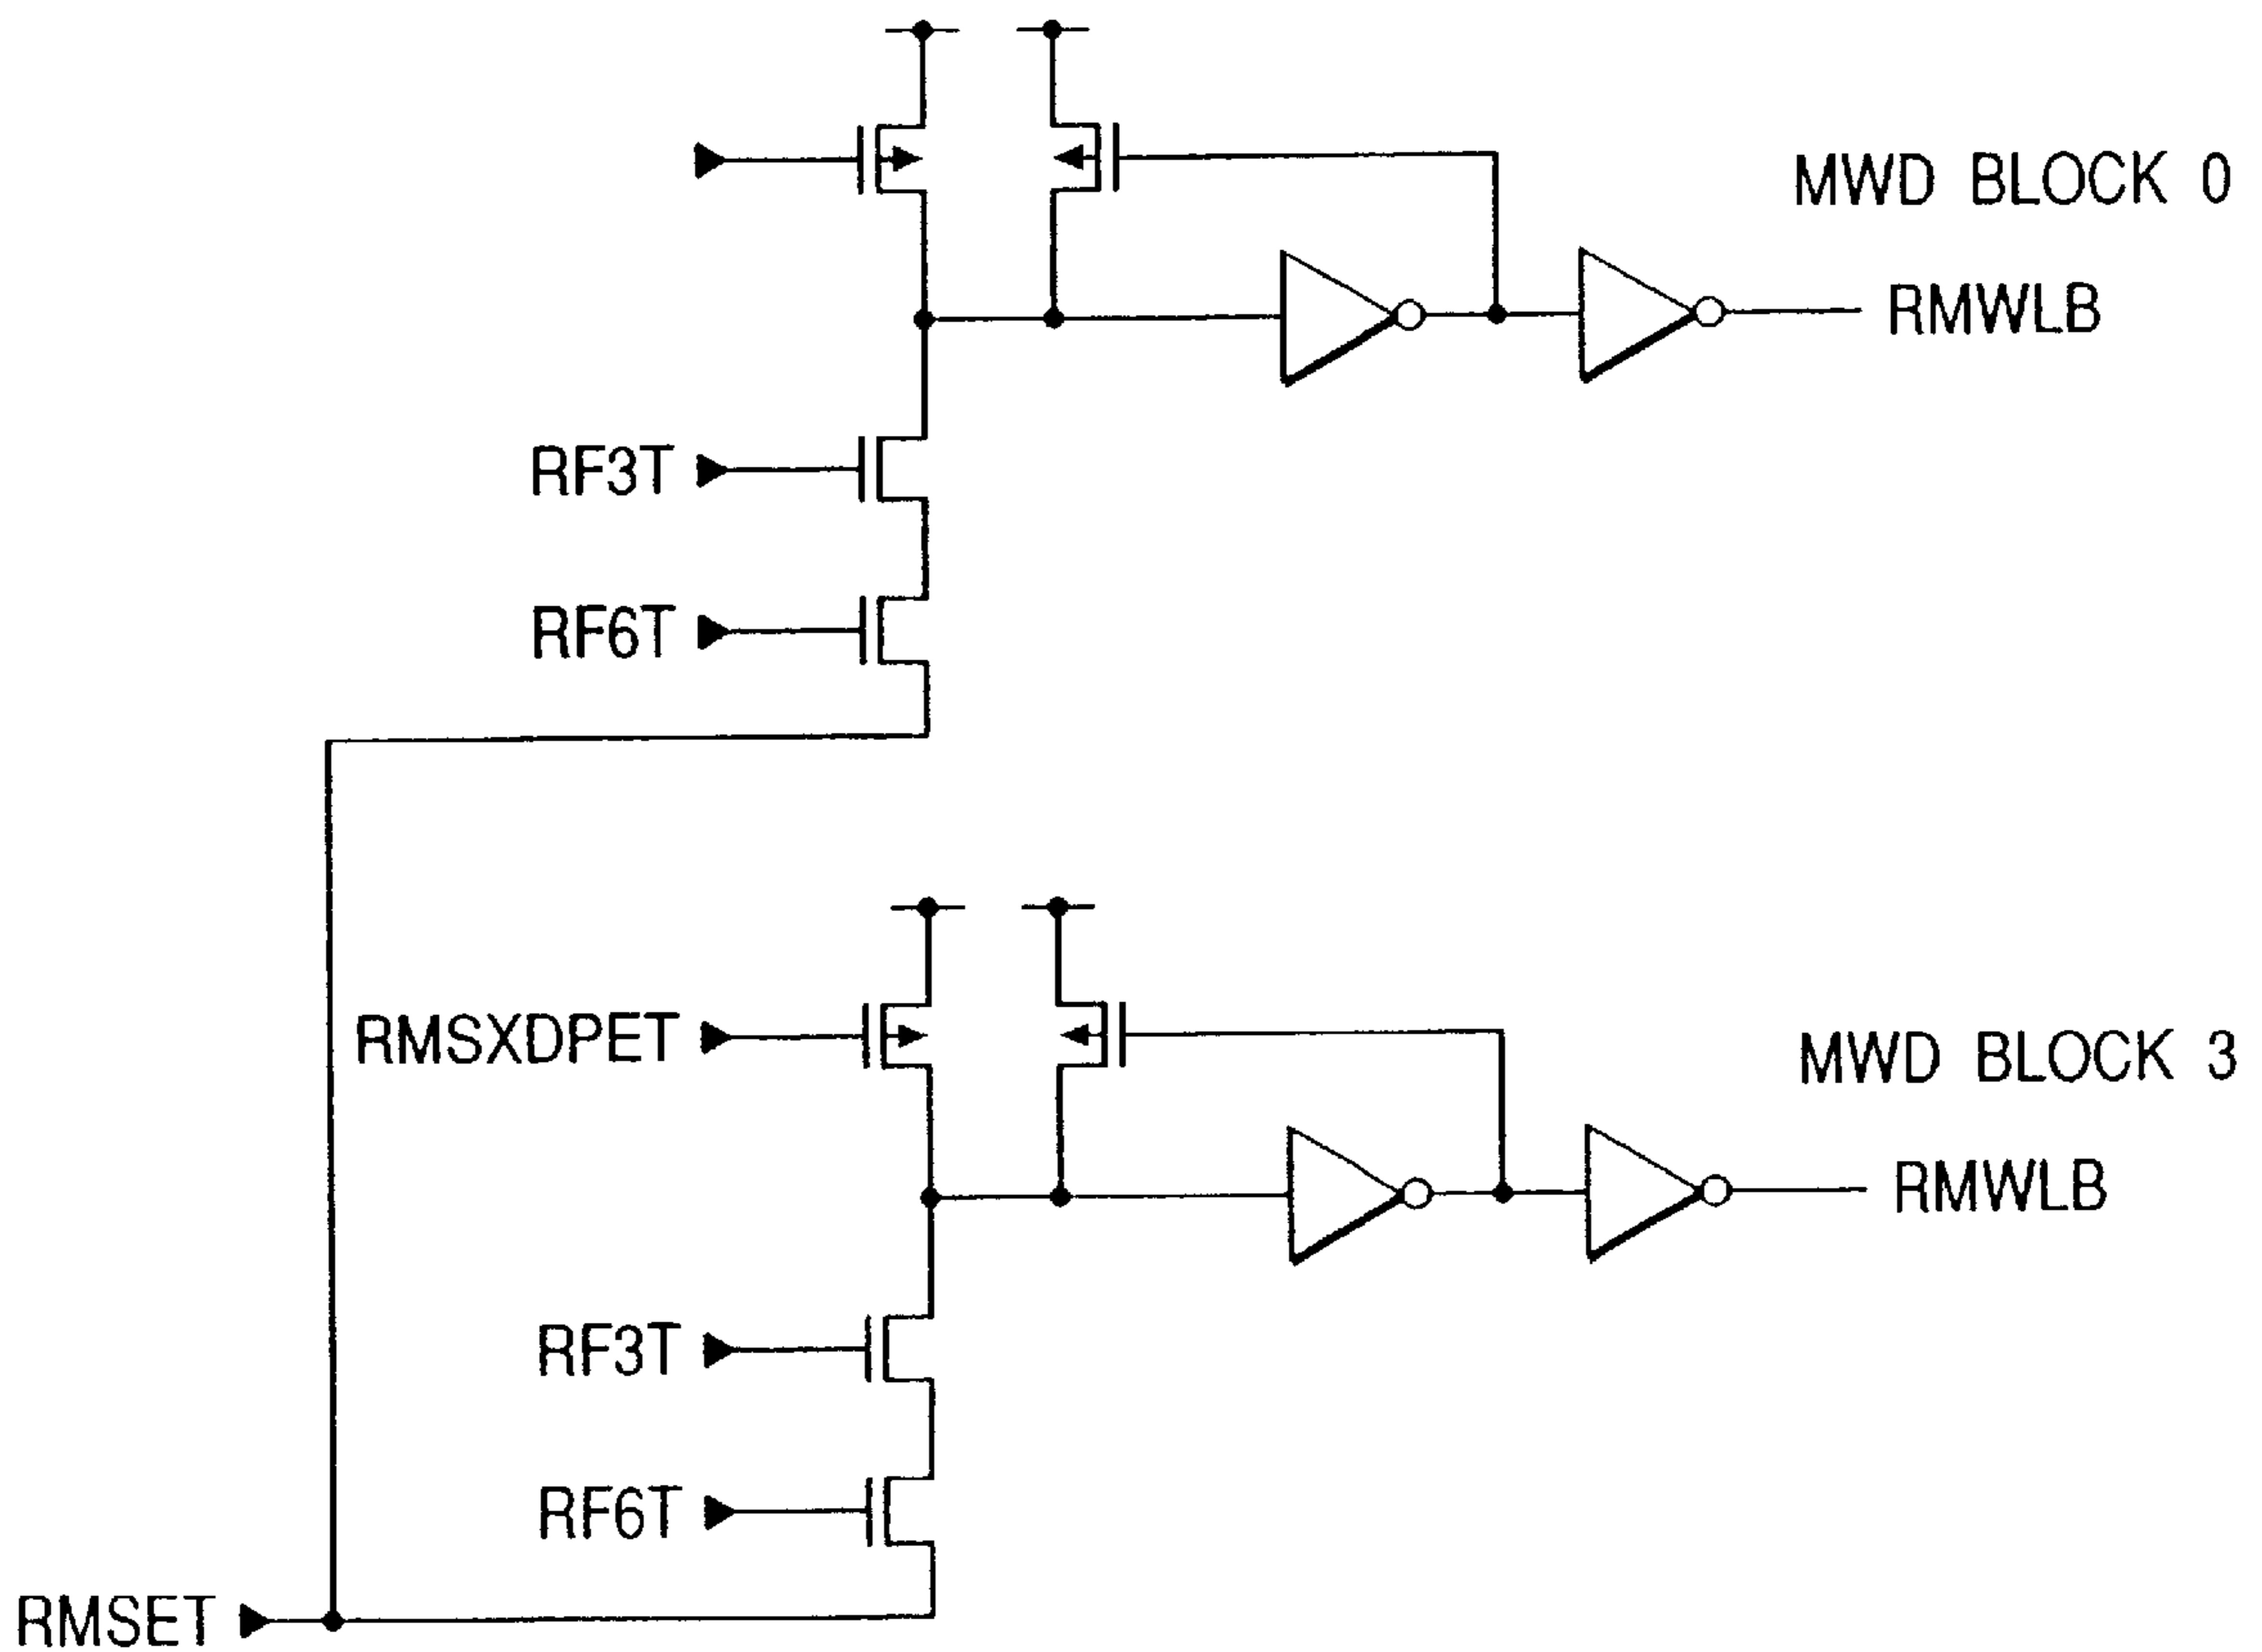 MWD BLOCK 0
RMWLB
RF3T
RF6T
RMSXDPET
MWD BLOCK 3
RMWLB
RF3T
RF6T
RMSET